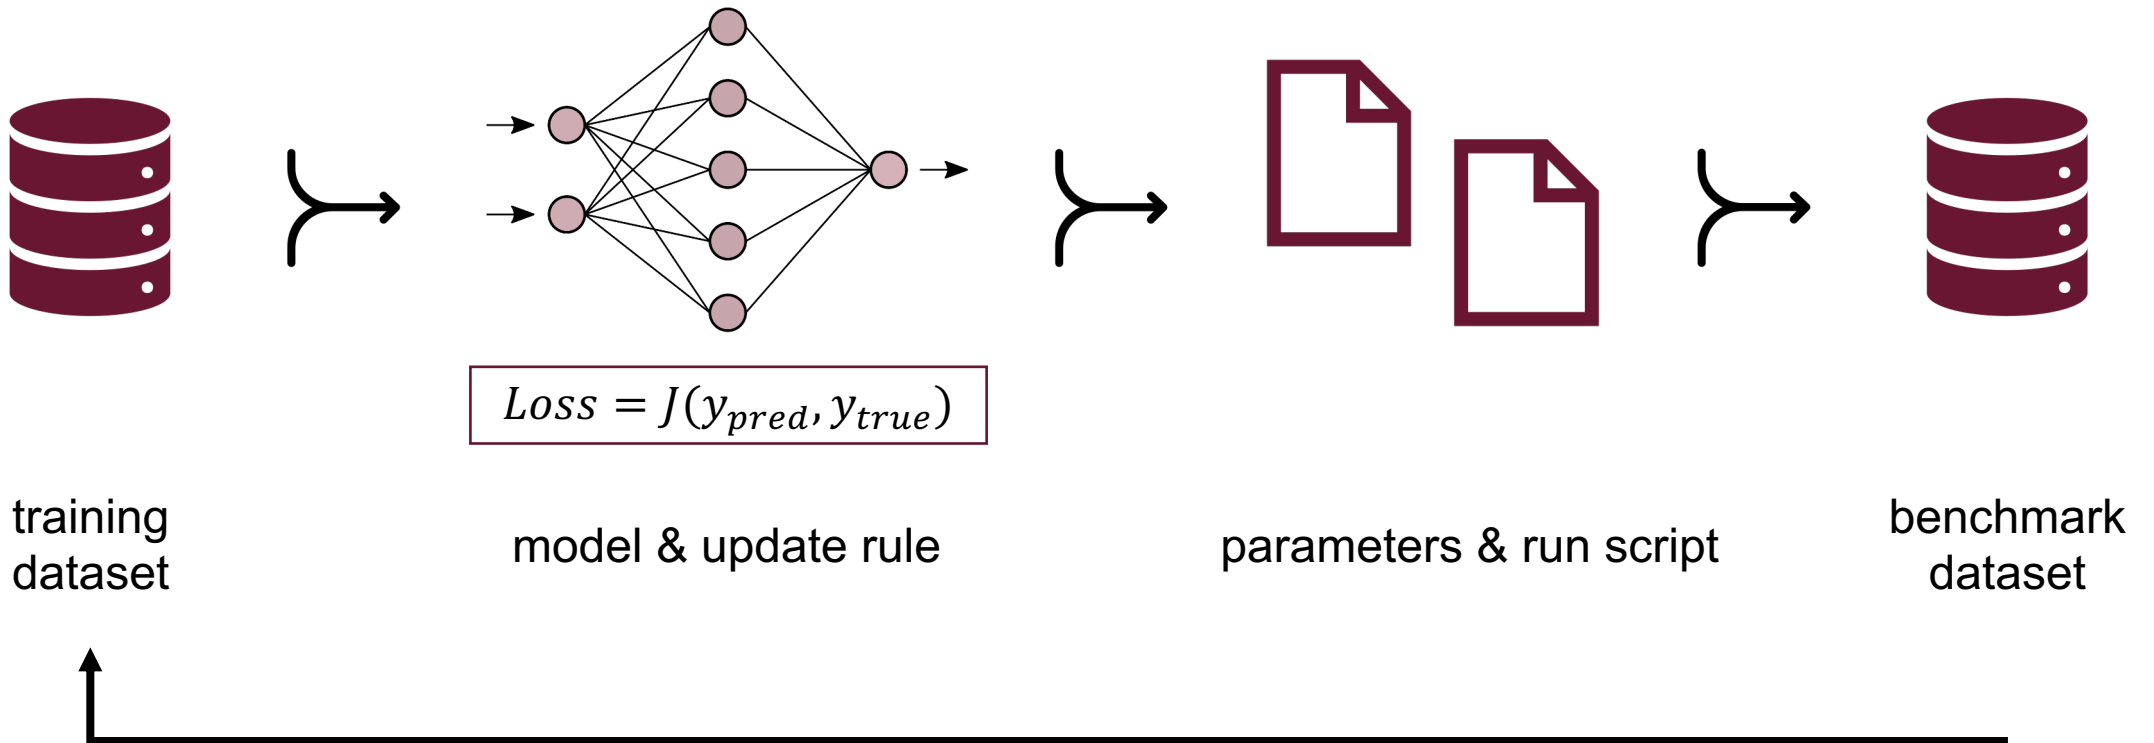 Loss = J(y_pred, y_true)
training
dataset
model & update rule
parameters & run script
benchmark
dataset